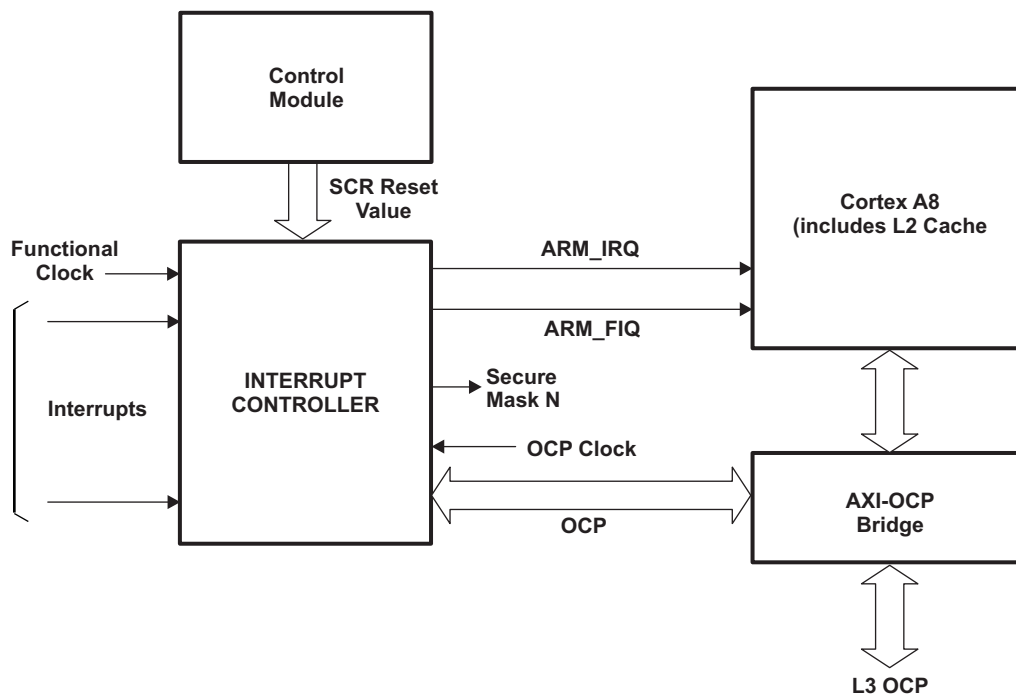 Control
Module
SCR Reset
Value
Cortex A8
(includes L2 Cache
Functional
Clock
ARM_IRQ
ARM_FIQ
INTERRUPT
CONTROLLER
Secure
Mask N
Interrupts
OCP Clock
OCP
AXI-OCP
Bridge
L3 OCP